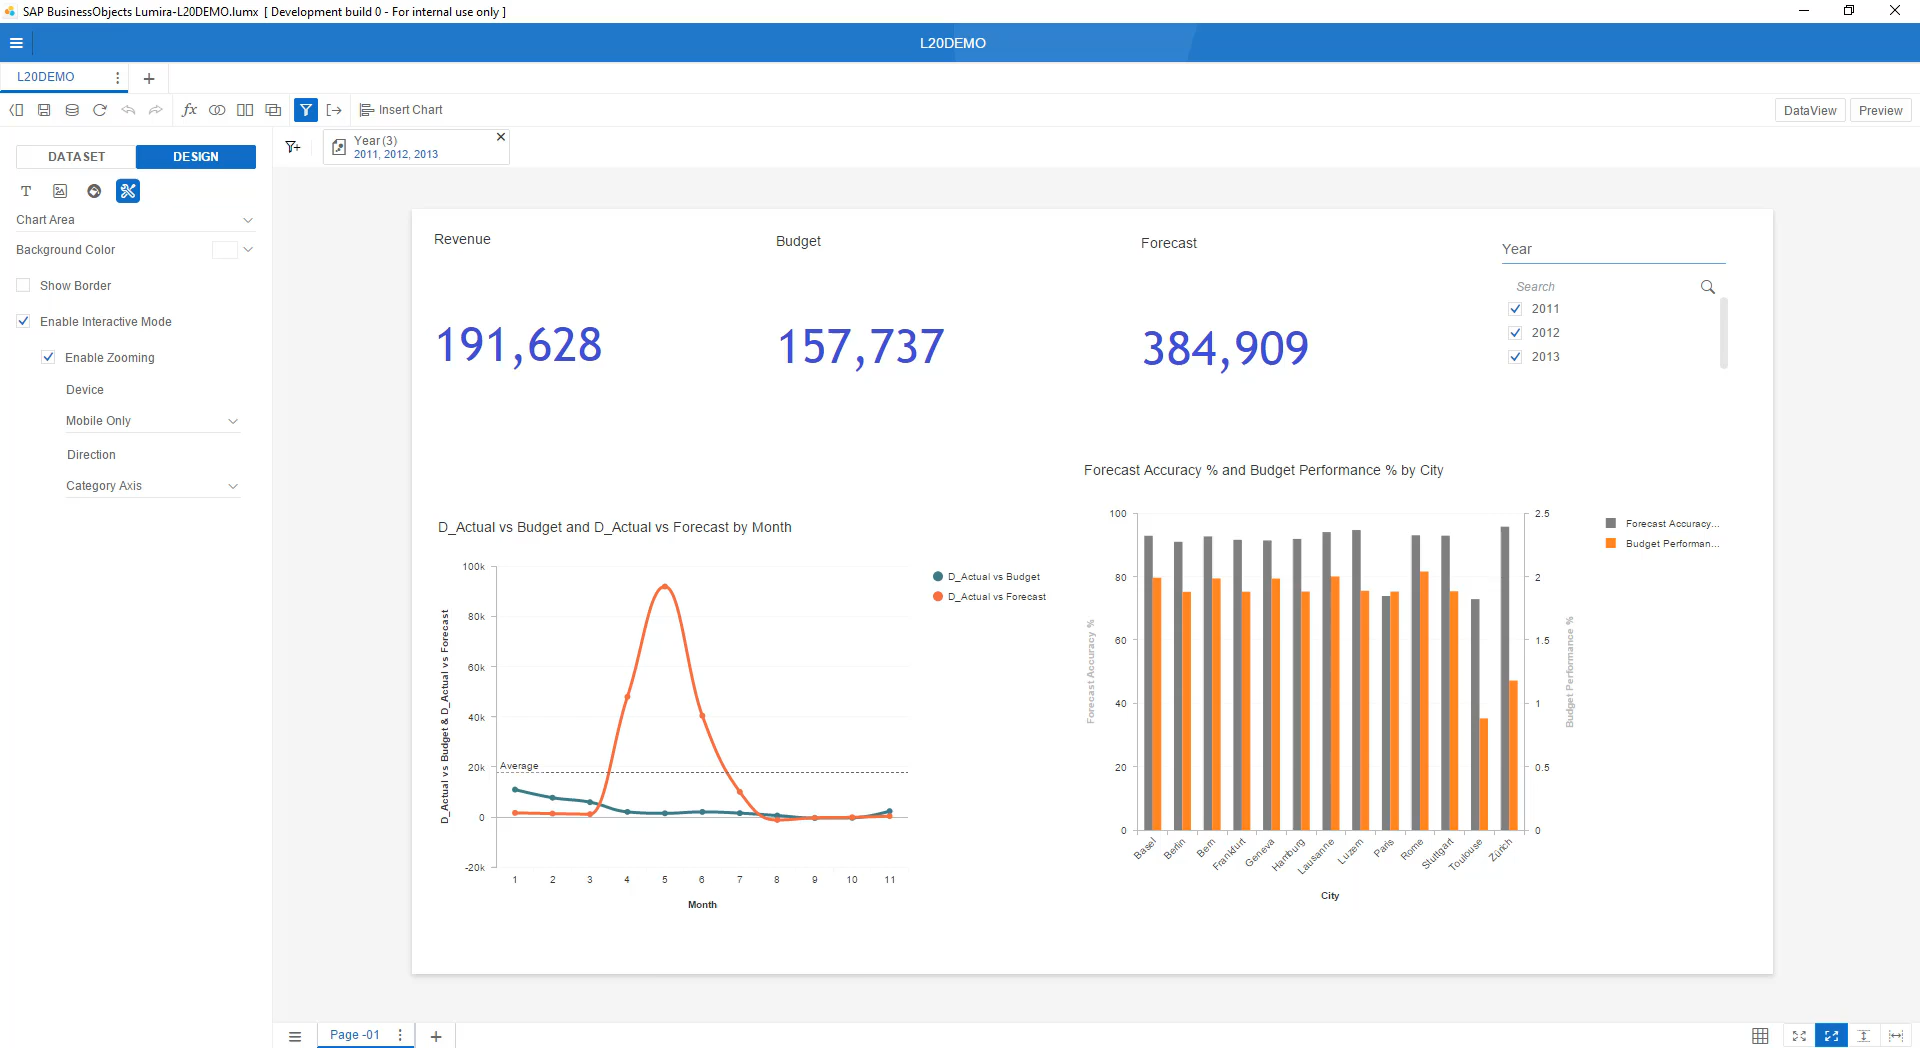 SAP BusinessObjects Lumira-L20DEMO.lumx [ Development build 0 - For internal use only ]
L20DEMO
L20DEMO
fx
Insert Chart
DataView
Preview
DATASET
DESIGN
Year (3)
2011, 2012, 2013
T
Chart Area
Background Color
Show Border
Enable Interactive Mode
Enable Zooming
Device
Mobile Only
Direction
Category Axis
Revenue
191,628
Budget
157,737
Forecast
384,909
Year
Search
2011
2012
2013
D_Actual vs Budget and D_Actual vs Forecast by Month
D_Actual vs Budget & D_Actual vs Forecast
100k
80k
60k
40k
20k
0
-20k
Average
1 2 3 4 5 6 7 8 9 10 11
Month
D_Actual vs Budget
D_Actual vs Forecast
Forecast Accuracy % and Budget Performance % by City
Forecast Accuracy %
100
80
60
40
20
0
2.5
2
1.5
1
0.5
0
Budget Performance %
Basel Berlin Bern Frankfurt Geneva Hamburg Lausanne Luzern Paris Rome Stuttgart Toulouse Zürich
City
Forecast Accuracy...
Budget Performan...
Page -01